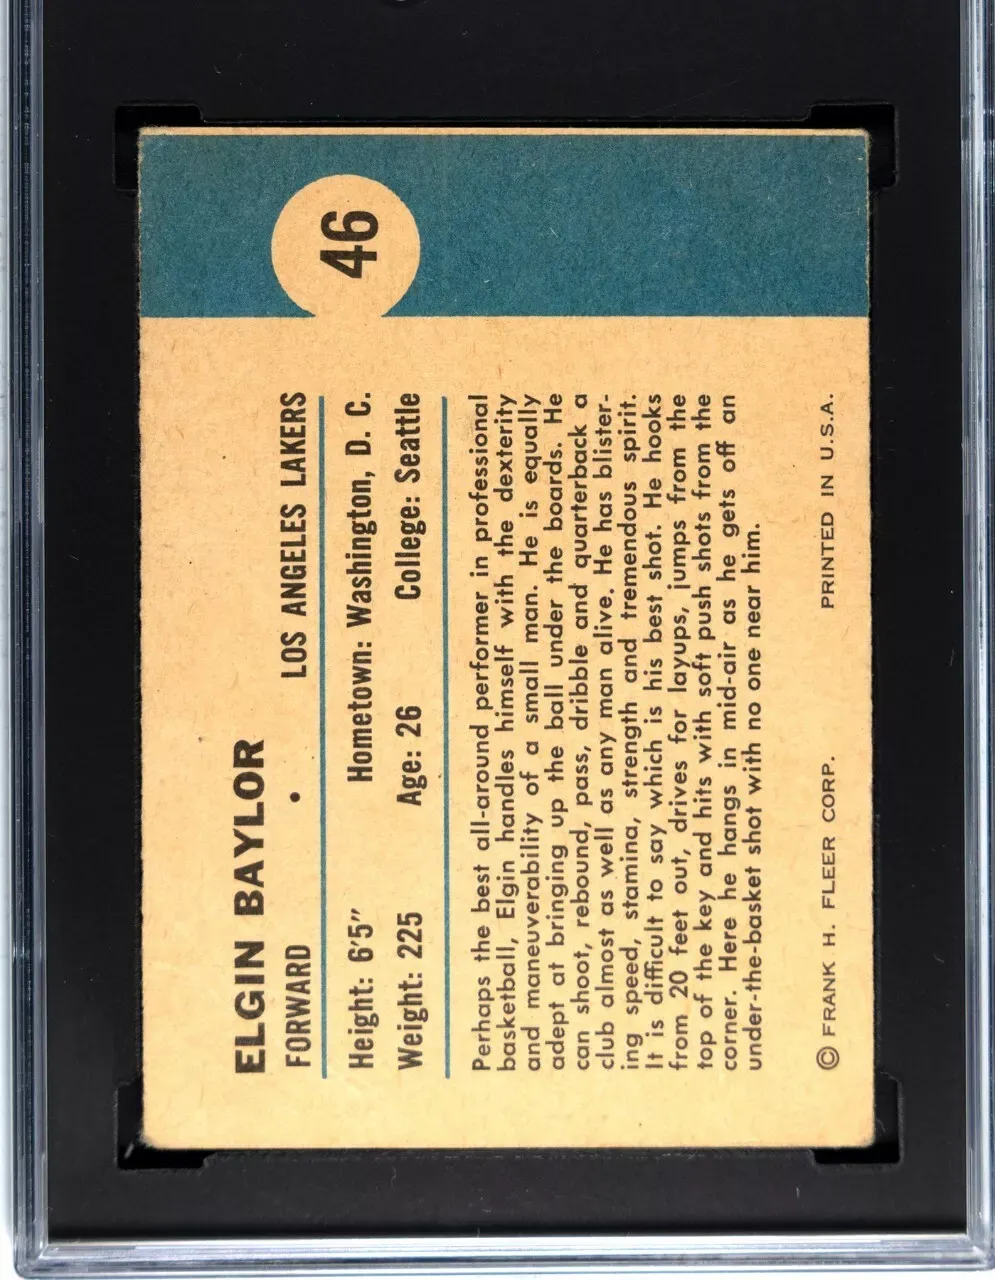 46
ELGIN BAYLOR
FORWARD • LOS ANGELES LAKERS
Height: 6'5" Hometown: Washington, D. C.
Weight: 225 Age: 26 College: Seattle
Perhaps the best all-around performer in professional
basketball, Elgin handles himself with the dexterity
and maneuverability of a small man. He is equally
adept at bringing up the ball under the boards. He
can shoot, rebound, pass, dribble and quarterback a
club almost as well as any man alive. He has blister-
ing speed, stamina, strength and tremendous spirit.
It is difficult to say which is his best shot. He hooks
from 20 feet out, drives for layups, jumps from the
top of the key and hits with soft push shots from the
corner. Here he hangs in mid-air as he gets off an
under-the-basket shot with no one near him.
© FRANK H. FLEER CORP. PRINTED IN U.S.A.